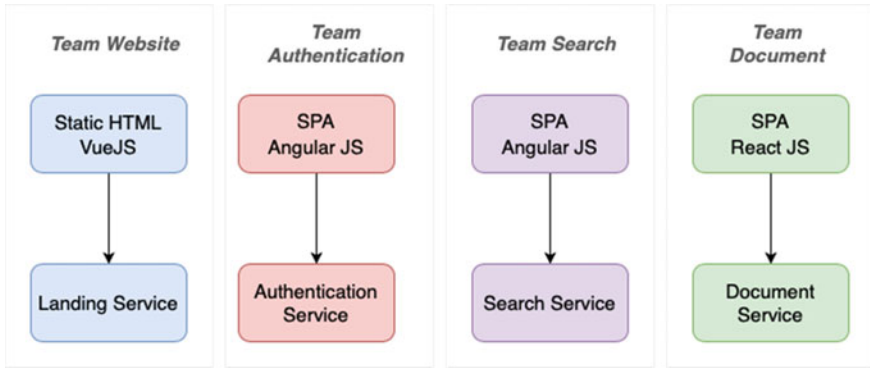 Team Website
Team
Authentication
Team Search
Team
Document
Static HTML
VueJS
SPA
Angular JS
SPA
Angular JS
SPA
React JS
Landing Service
Authentication
Service
Search Service
Document
Service